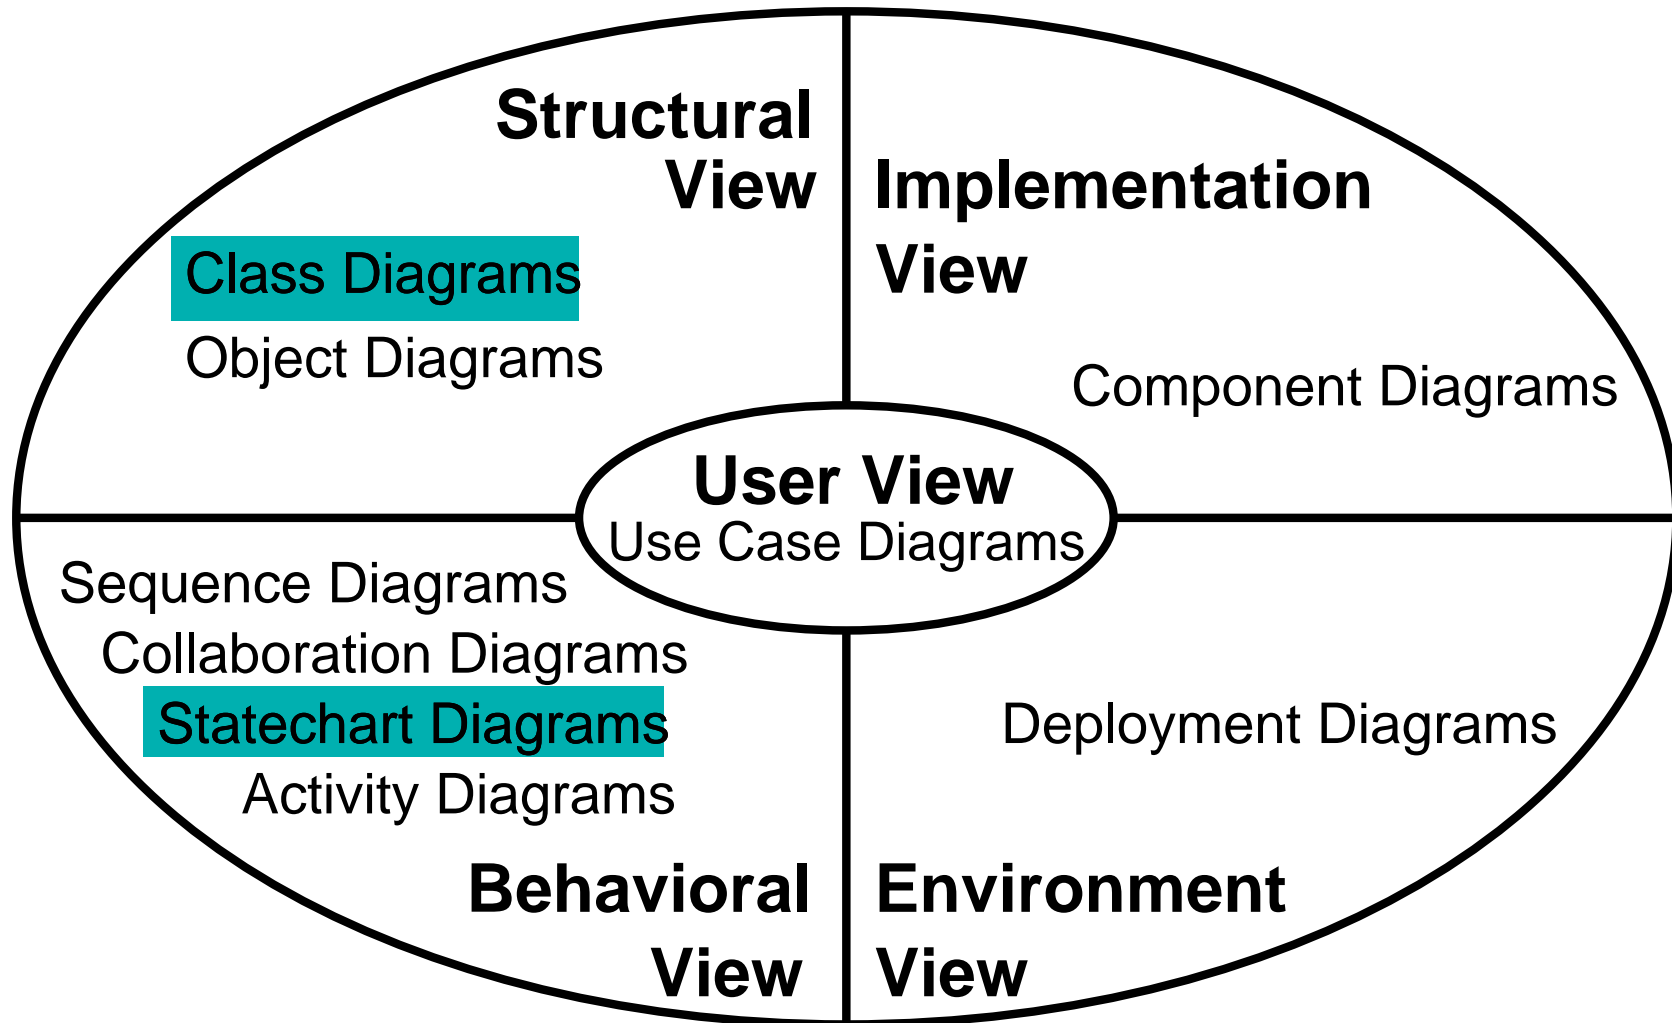 Structural
View
Class Diagrams
Object Diagrams
Implementation
View
Component Diagrams
User View
Use Case Diagrams
Sequence Diagrams
Collaboration Diagrams
Statechart Diagrams
Activity Diagrams
Behavioral
View
Deployment Diagrams
Environment
View